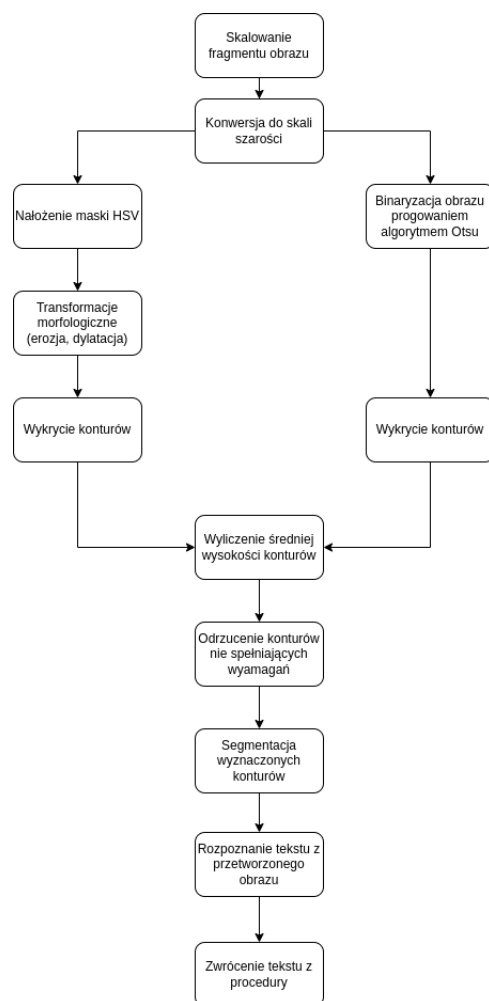 Skalowanie
fragmentu obrazu
Konwersja do skali
szarości
Nałożenie maski HSV
Binaryzacja obrazu
progowaniem
algorytmem Otsu
Transformacje
morfologiczne
(erozja, dylatacja)
Wykrycie konturów
Wykrycie konturów
Wyliczenie średniej
wysokości konturów
Odrzucenie konturów
nie spełniających
wyamagań
Segmentacja
wyznaczonych
konturów
Rozpoznanie tekstu z
przetworzonego
obrazu
Zwrócenie tekstu z
procedury